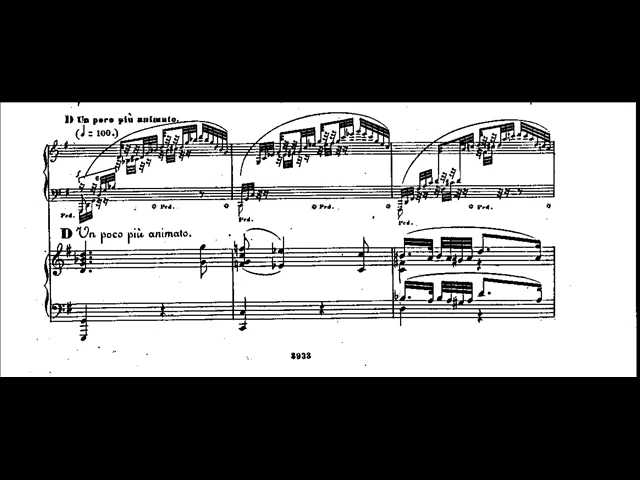 D Un poco più animato.
(𝅗𝅥 = 100.)
Ped. Ped. Ped. Ped. Ped. Ped.
D Un poco più animato.
3933